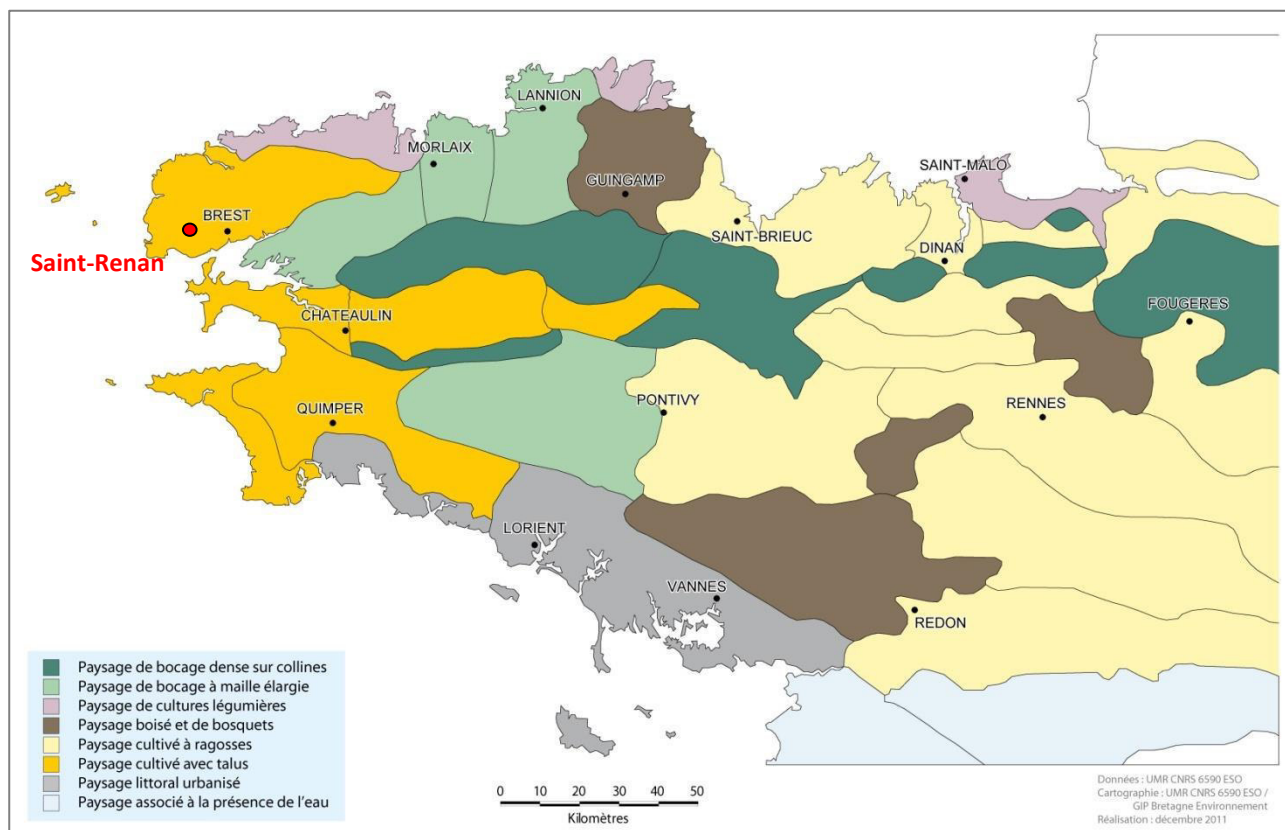 LANNION
MORLAIX
GUINGAMP
SAINT-MALO
BREST
SAINT-BRIEUC
DINAN
Saint-Renan
FOUGERES
CHATEAULIN
PONTIVY
RENNES
QUIMPER
LORIENT
VANNES
REDON
Paysage de bocage dense sur collines
Paysage de bocage à maille élargie
Paysage de cultures légumières
Paysage boisé et de bosquets
Paysage cultivé à ragosses
Paysage cultivé avec talus
Paysage littoral urbanisé
Paysage associé à la présence de l'eau
0 10 20 30 40 50
Kilomètres
Données : UMR CNRS 6590 ESO
Cartographie : UMR CNRS 6590 ESO /
GIP Bretagne Environnement
Réalisation : décembre 2011